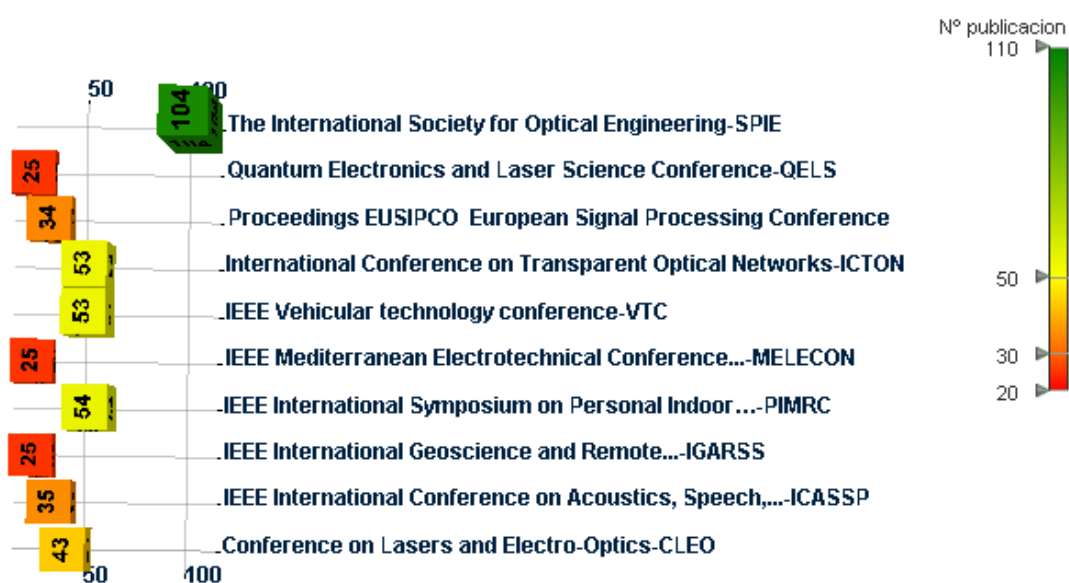 Nº publicacion
110
50 100
104 The International Society for Optical Engineering-SPIE
25 Quantum Electronics and Laser Science Conference-QELS
34 Proceedings EUSIPCO European Signal Processing Conference
53 International Conference on Transparent Optical Networks-ICTON
50
53 IEEE Vehicular technology conference-VTC
25 IEEE Mediterranean Electrotechnical Conference...-MELECON
30
20
54 IEEE International Symposium on Personal Indoor...-PIMRC
25 IEEE International Geoscience and Remote...-IGARSS
35 IEEE International Conference on Acoustics, Speech,...-ICASSP
43 Conference on Lasers and Electro-Optics-CLEO
50 100